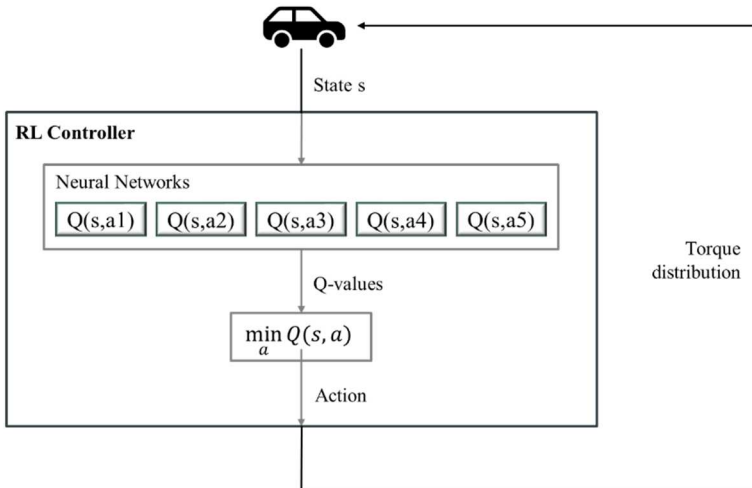 State s
RL Controller
Neural Networks
Q(s,a1) Q(s,a2) Q(s,a3) Q(s,a4) Q(s,a5)
Torque
distribution
Q-values
min Q(s, a)
a
Action